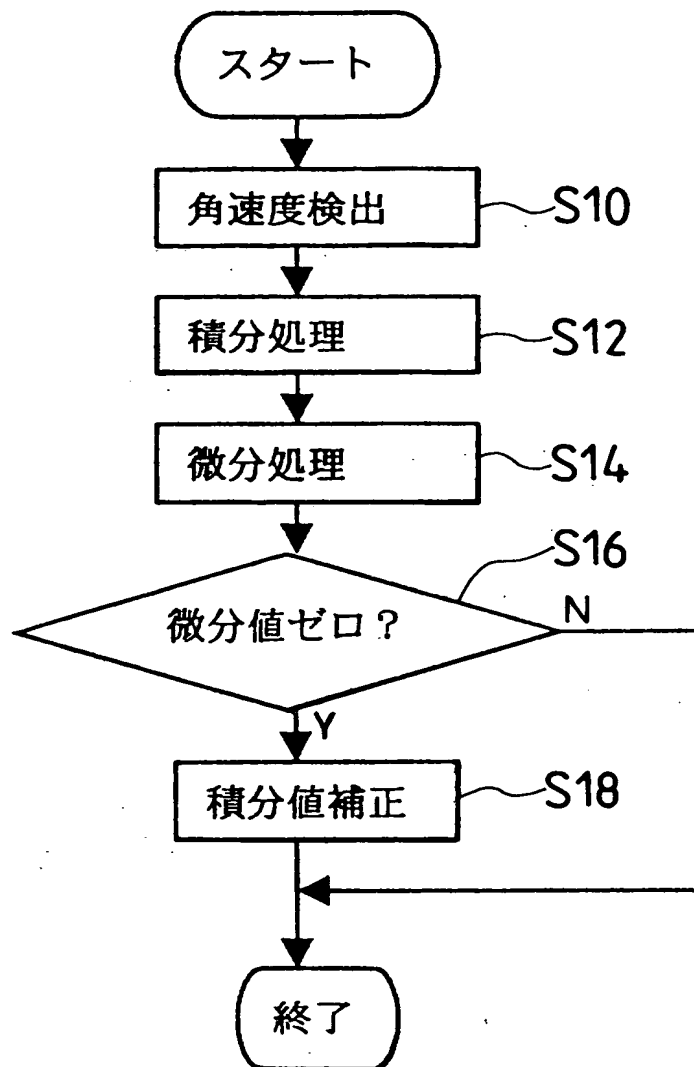 スタート
角速度検出
S10
積分処理
S12
微分処理
S14
S16
微分値ゼロ？
N
Y
積分値補正
S18
終了